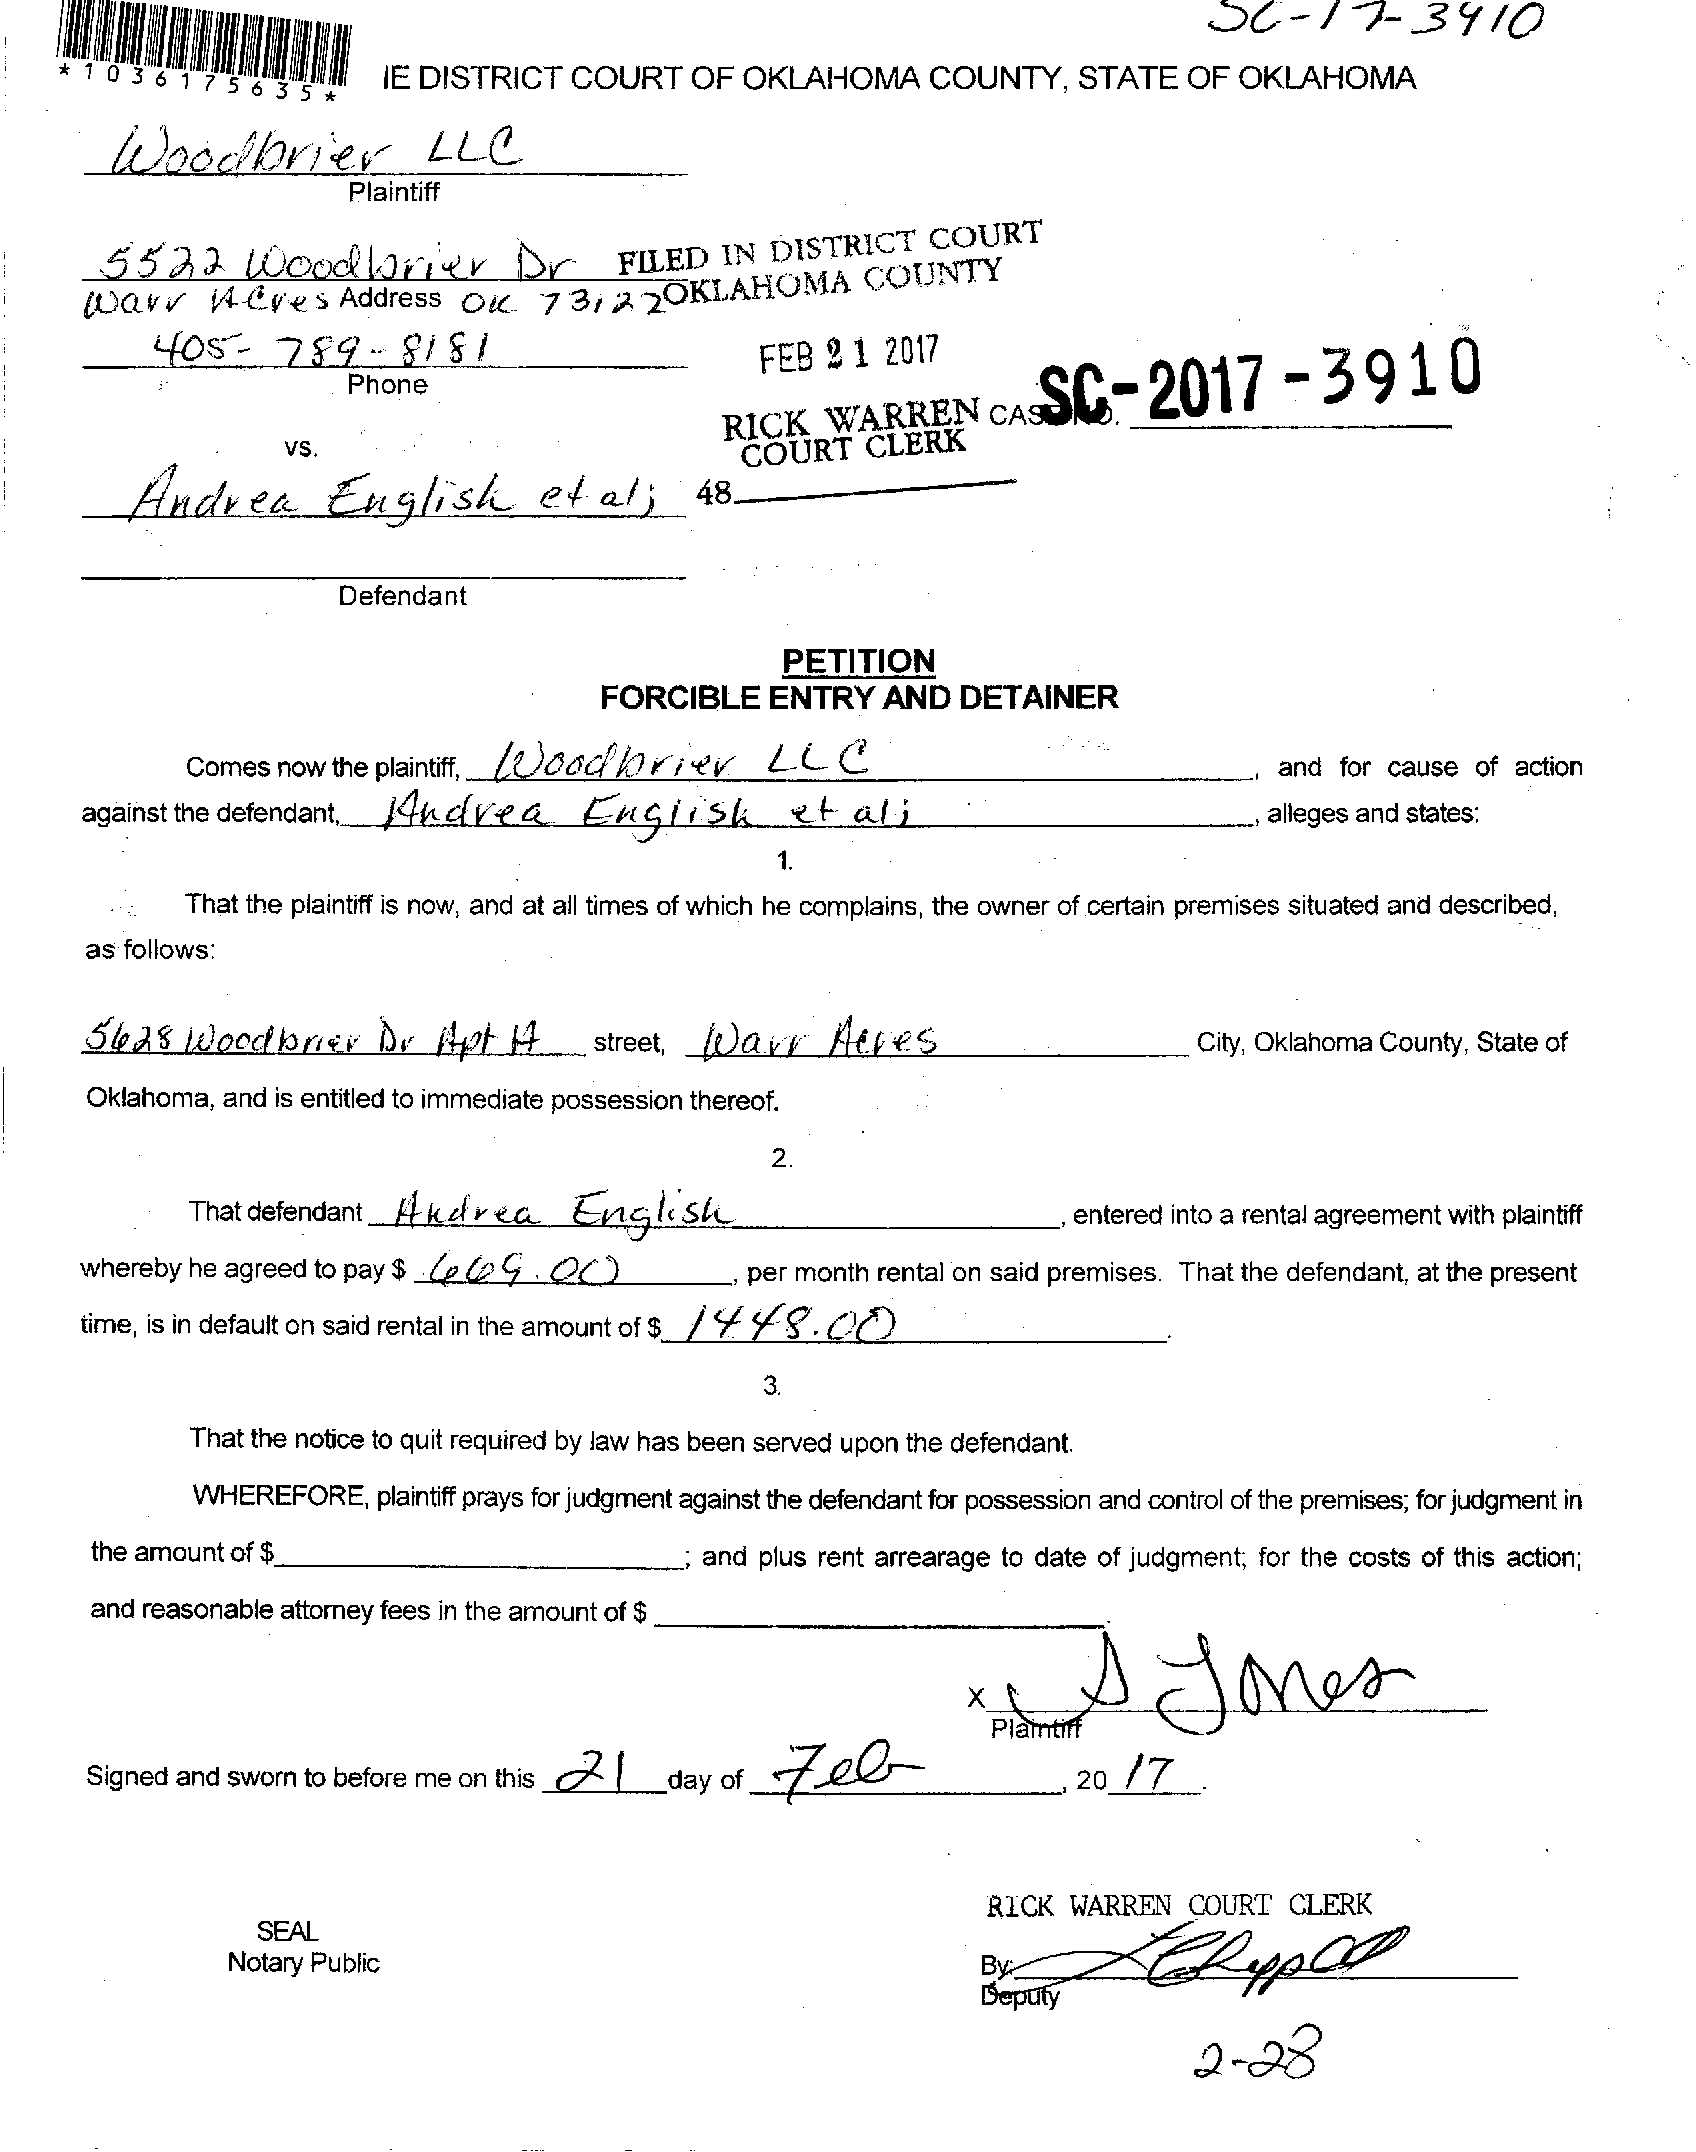 SC-17-3910
*1036175635*
IE DISTRICT COURT OF OKLAHOMA COUNTY, STATE OF OKLAHOMA
Woodbrier LLC
Plaintiff
5522 Woodbrier Dr
FILED IN DISTRICT COURT
OKLAHOMA COUNTY
Warr Acres Address OK 73122
405-789-8181
Phone
FEB 21 2017
SC-2017-3910
RICK WARREN
COURT CLERK
CAS NO.
vs.
Andrea English et al;
48
Defendant
PETITION
FORCIBLE ENTRY AND DETAINER
Comes now the plaintiff, Woodbrier LLC, and for cause of action
against the defendant, Andrea English et al;, alleges and states:
1.
That the plaintiff is now, and at all times of which he complains, the owner of certain premises situated and described,
as follows:
5628 Woodbrier Dr Apt A street, Warr Acres City, Oklahoma County, State of
Oklahoma, and is entitled to immediate possession thereof.
2.
That defendant Andrea English, entered into a rental agreement with plaintiff
whereby he agreed to pay $ 669.00, per month rental on said premises. That the defendant, at the present
time, is in default on said rental in the amount of $ 1448.00.
3.
That the notice to quit required by law has been served upon the defendant.
WHEREFORE, plaintiff prays for judgment against the defendant for possession and control of the premises; for judgment in
the amount of $; and plus rent arrearage to date of judgment; for the costs of this action;
and reasonable attorney fees in the amount of $
x S Jones
Plaintiff
Signed and sworn to before me on this 21 day of Feb, 2017.
RICK WARREN COURT CLERK
SEAL
Notary Public
By:
Deputy
2-28